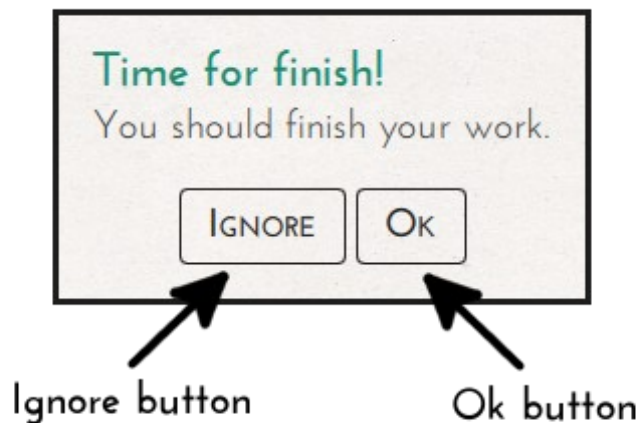 Time for finish!
You should finish your work.
Ignore Ok
Ignore button
Ok button